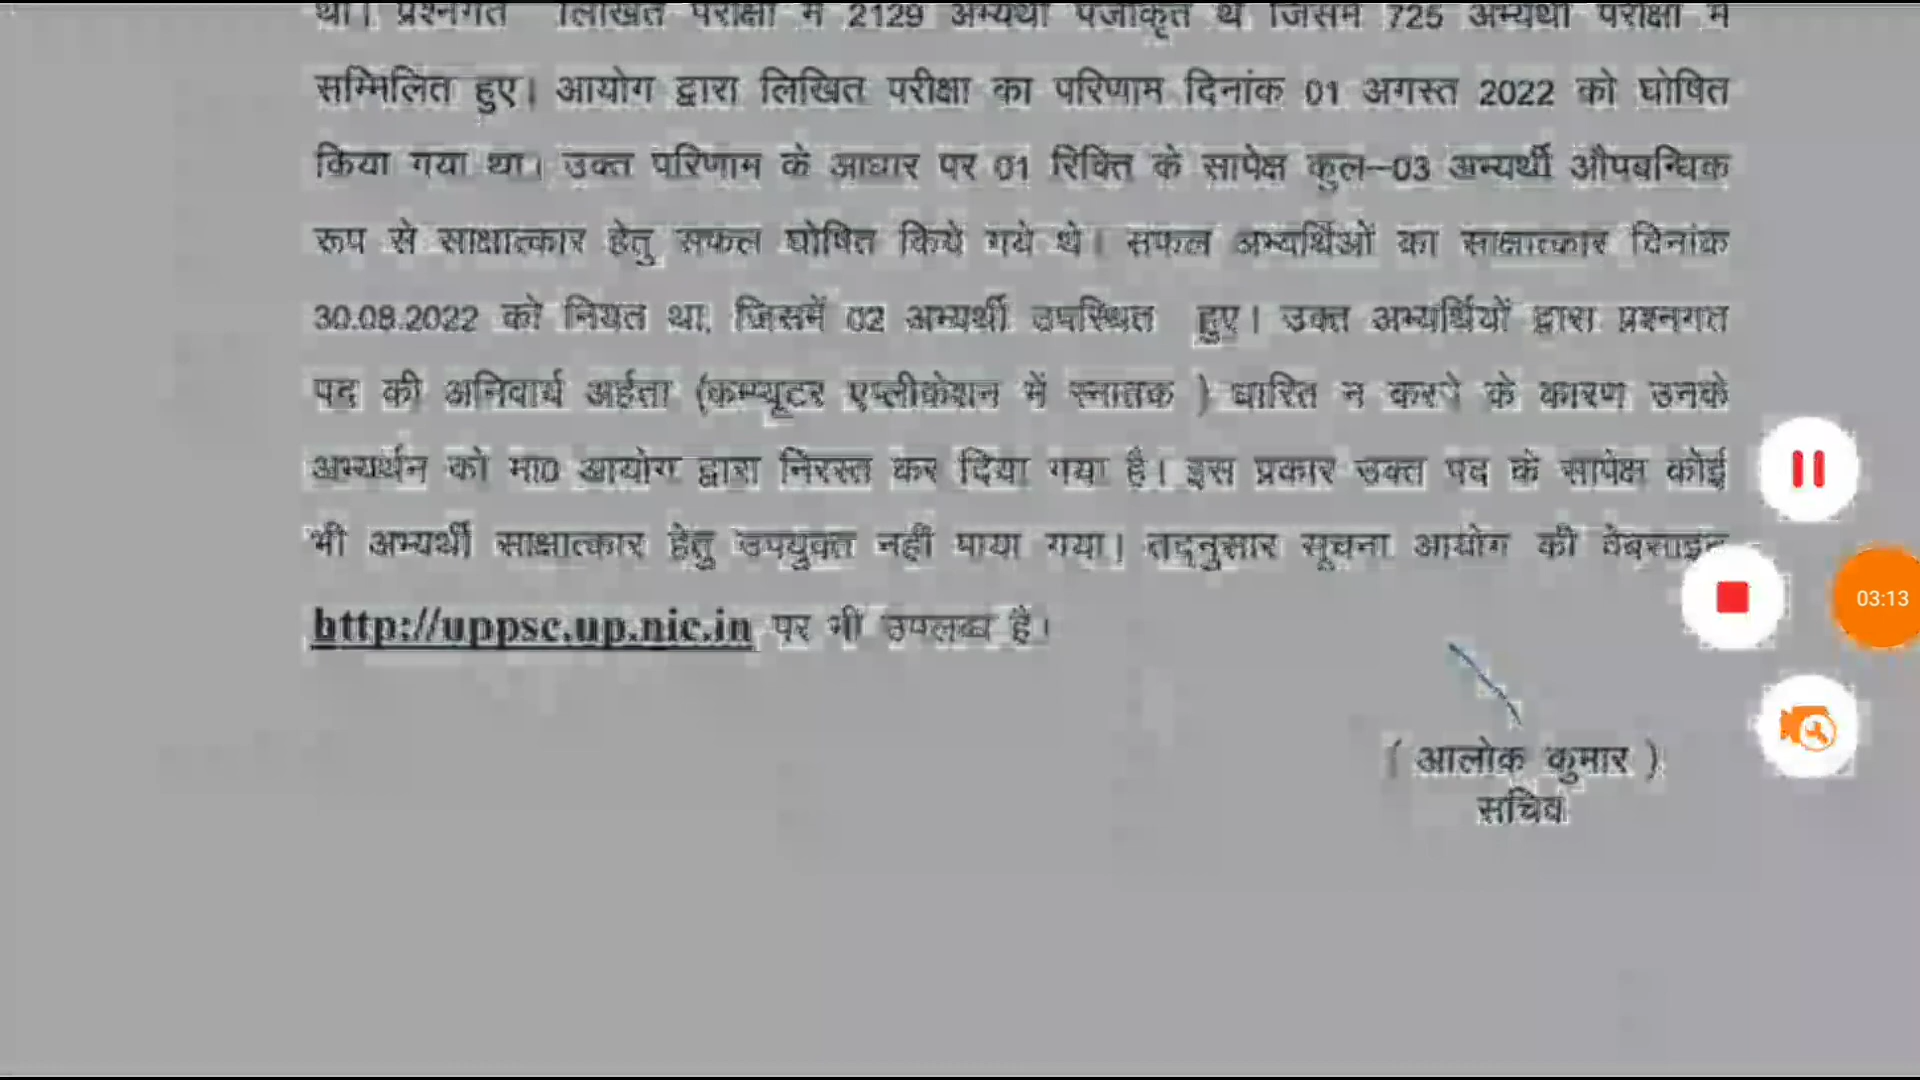 था। प्रश्नगत लिखित परीक्षा में 2129 अभ्यर्थी पंजीकृत थे जिसमें 725 अभ्यर्थी परीक्षा में
सम्मिलित हुए। आयोग द्वारा लिखित परीक्षा का परिणाम दिनांक 01 अगस्त 2022 को घोषित
किया गया था। उक्त परिणाम के आधार पर 01 रिक्ति के सापेक्ष कुल–03 अभ्यर्थी औपबन्धिक
रूप से साक्षात्कार हेतु सफल घोषित किये गये थे। सफल अभ्यर्थिओं का साक्षात्कार दिनांक
30.08.2022 को नियत था, जिसमें 02 अभ्यर्थी उपस्थित हुए। उक्त अभ्यर्थियों द्वारा प्रश्नगत
पद की अनिवार्य अर्हता (कम्प्यूटर एप्लीकेशन में स्नातक ) धारित न करने के कारण उनके
अभ्यर्थन को मा0 आयोग द्वारा निरस्त कर दिया गया है। इस प्रकार उक्त पद के सापेक्ष कोई
भी अभ्यर्थी साक्षात्कार हेतु उपयुक्त नहीं पाया गया। तद्नुसार सूचना आयोग की वेबसाइट
http://uppsc.up.nic.in पर भी उपलब्ध है।
03:13
( आलोक कुमार )
सचिव